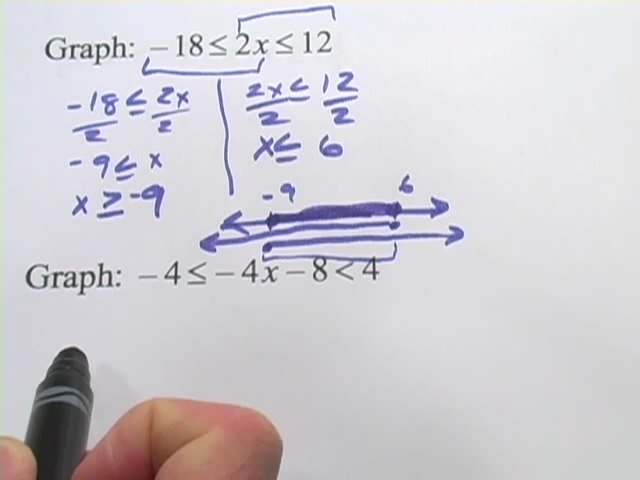 Graph: −18 ≤ 2x ≤ 12
-18/2 ≤ 2x/2
2x/2 ≤ 12/2
-9 ≤ x
x ≤ 6
x ≥ -9
-9 6
Graph: −4 ≤ −4x − 8 < 4